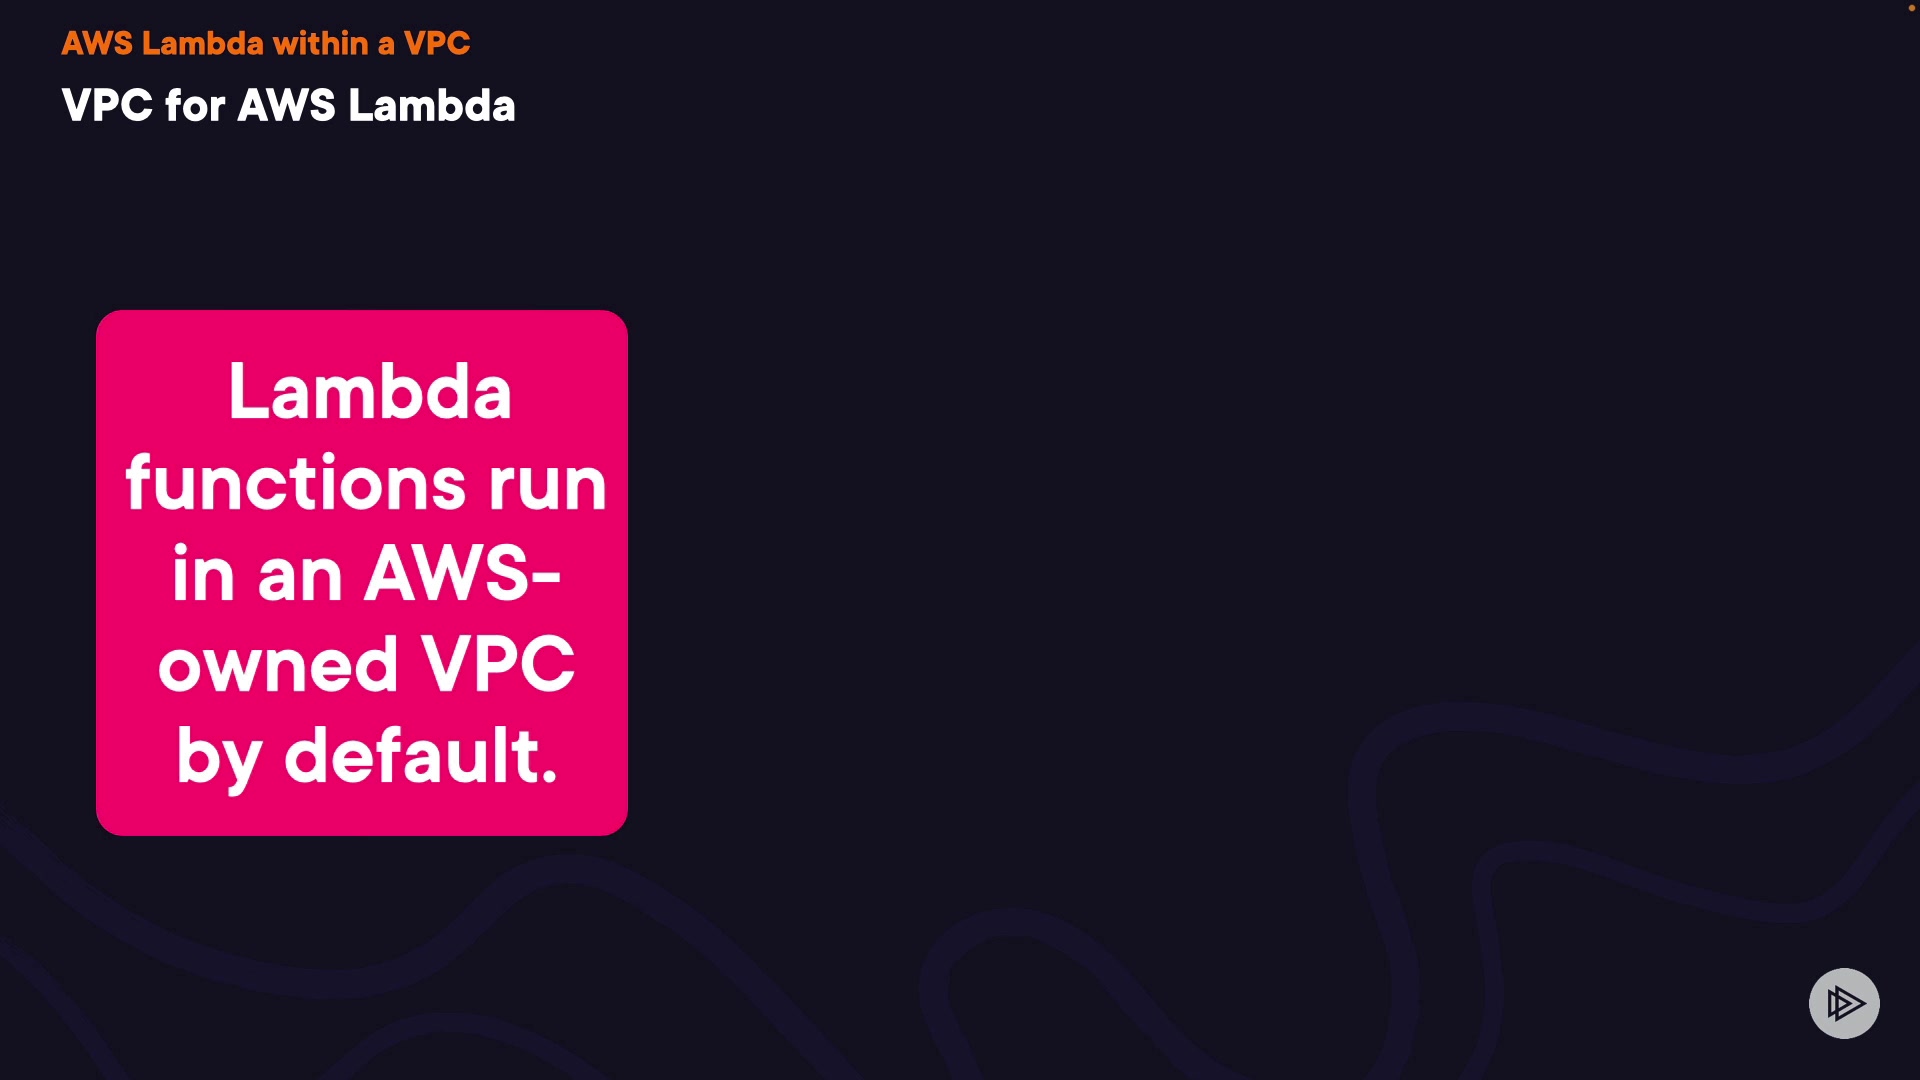 AWS Lambda within a VPC
VPC for AWS Lambda
Lambda
functions run
in an AWS-
owned VPC
by default.